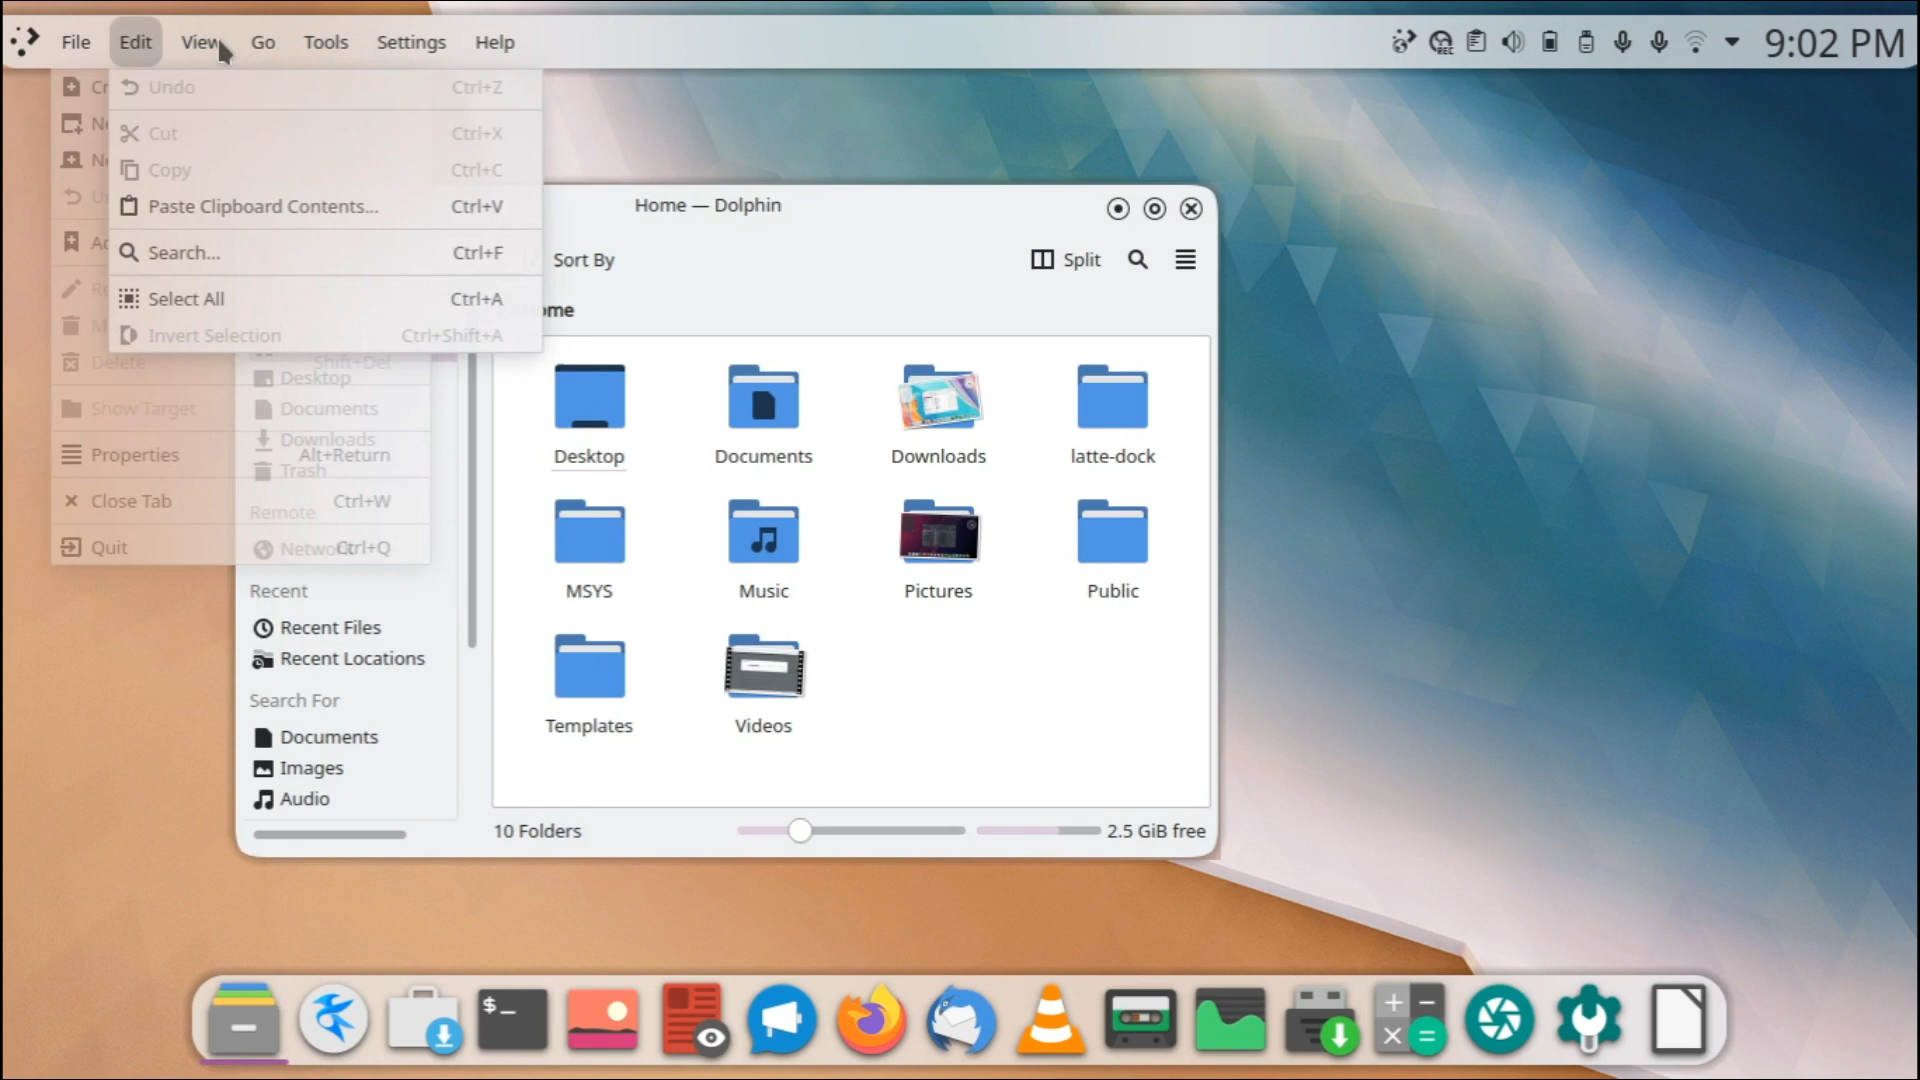 File Edit View Go Tools Settings Help 9:02 PM
Undo Ctrl+Z
Cut Ctrl+X
Copy Ctrl+C
Paste Clipboard Contents... Ctrl+V
Search... Ctrl+F
Select All Ctrl+A
Invert Selection Ctrl+Shift+A
Delete Shift+Del
Show Target
Properties Alt+Return
Close Tab Ctrl+W
Quit Ctrl+Q
Home — Dolphin
Sort By Split
Desktop
Documents
Downloads
Trash
Remote
Network
Recent
Recent Files
Recent Locations
Search For
Documents
Images
Audio
Desktop Documents Downloads latte-dock
MSYS Music Pictures Public
Templates Videos
10 Folders 2.5 GiB free
REC
$_